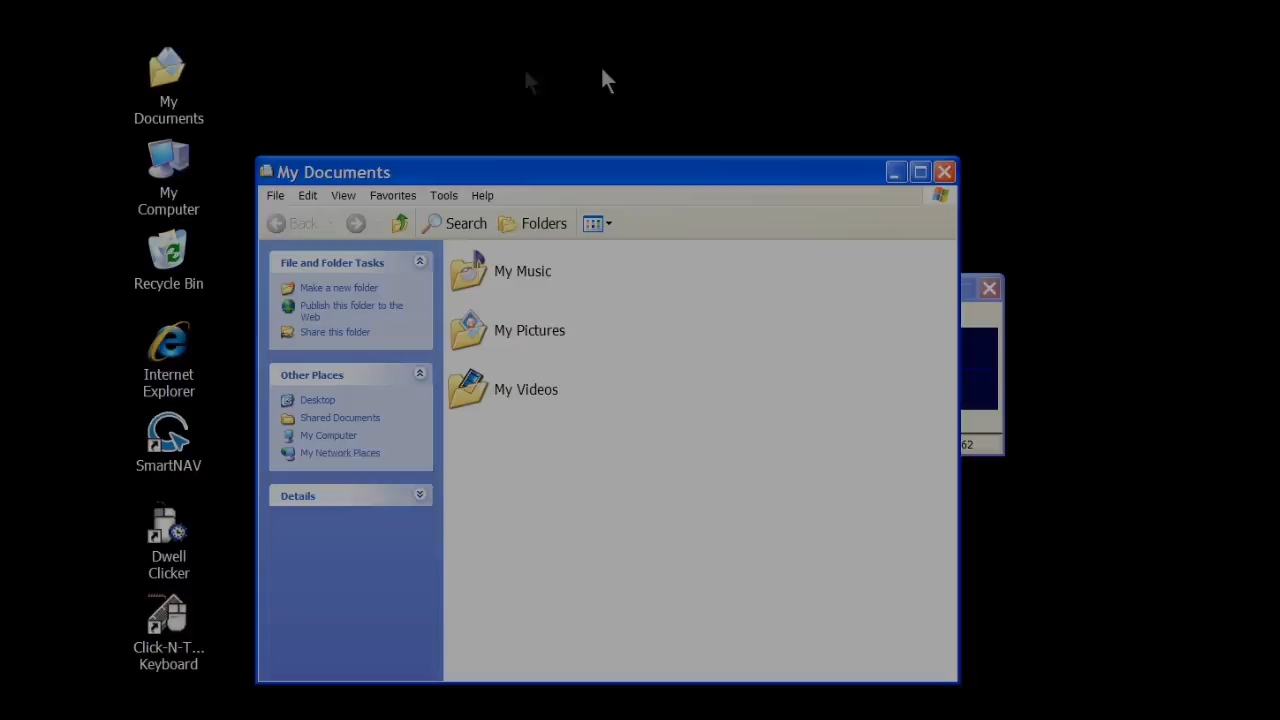 My
Documents
My
Computer
Recycle Bin
Internet
Explorer
SmartNAV
Dwell
Clicker
Click-N-T...
Keyboard
My Documents
File Edit View Favorites Tools Help
Back Search Folders
File and Folder Tasks
Make a new folder
Publish this folder to the
Web
Share this folder
Other Places
Desktop
Shared Documents
My Computer
My Network Places
Details
My Music
My Pictures
My Videos
62